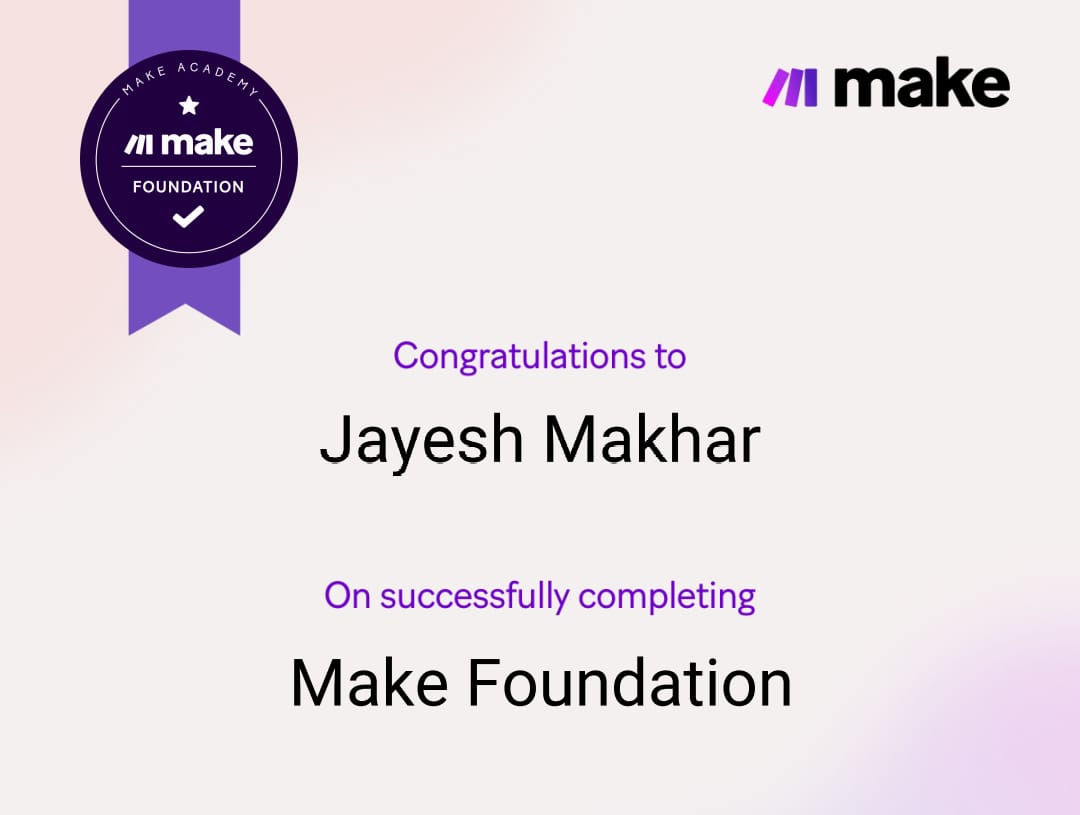 MAKE ACADEMY
make
FOUNDATION
make
Congratulations to
Jayesh Makhar
On successfully completing
Make Foundation